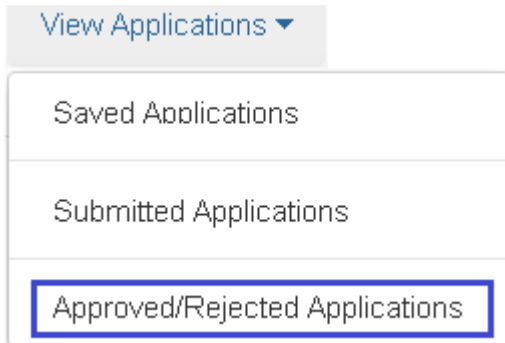 View Applications
Saved Applications
Submitted Applications
Approved/Rejected Applications